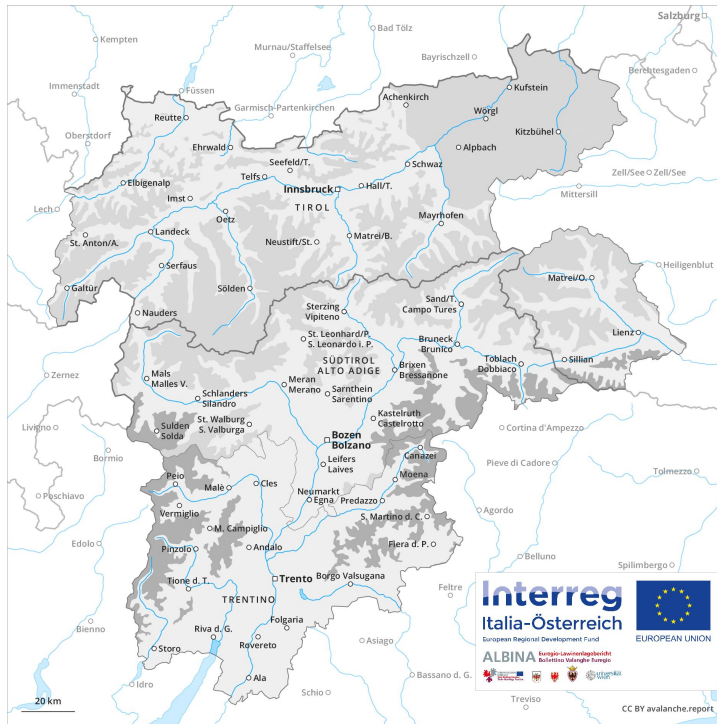 Salzburg
Bad Tölz
Kempten
Murnau/Staffelsee
Bayrischzell
Berchtesgaden
Immenstadt
Füssen
Kufstein
Achenkirch
Garmisch-Partenkirchen
Reutte
Wörgl
Oberstdorf
Kitzbühel
Ehrwald
Alpbach
Seefeld/T.
Schwaz
Zell/See
Zell/See
Telfs
Elbigenalp
Innsbruck
Hall/T.
Mittersill
Imst
TIROL
Lech
Oetz
Mayrhofen
Landeck
St. Anton/A.
Neustift/St.
Matrei/B.
Serfaus
Heiligenblut
Matrei/O.
Galtür
Sölden
Sand/T.
Campo Tures
Nauders
Sterzing
Vipiteno
Lienz
St. Leonhard/P.
S. Leonardo i. P.
Bruneck
Brunico
SÜDTIROL
ALTO ADIGE
Toblach
Dobbiaco
Sillian
Brixen
Bressanone
Zernez
Mals
Malles V.
Meran
Merano
Sarnthein
Sarentino
Schlanders
Silandro
St. Walburg
S. Valburga
Kastelruth
Castelrotto
Livigno
Sulden
Solda
Cortina d'Ampezzo
Bozen
Bolzano
Bormio
Canazei
Leifers
Laives
Pieve di Cadore
Tolmezzo
Peio
Moena
Malè
Cles
Poschiavo
Neumarkt
Egna
Predazzo
Vermiglio
Agordo
S. Martino d. C.
M. Campiglio
Edolo
Pinzolo
Andalo
Fiera d. P.
Belluno
Spilimbergo
Tione d. T.
Trento
Borgo Valsugana
Feltre
TRENTINO
Folgaria
Bienno
Riva d. G.
Rovereto
Asiago
Storo
Idro
Ala
Schio
Bassano d. G.
Treviso
20 km
Interreg
Italia-Österreich
European Regional Development Fund
EUROPEAN UNION
ALBINA
Euregio-Lawinenlagebericht
Bollettino Valanghe Euregio
CC BY avalanche.report